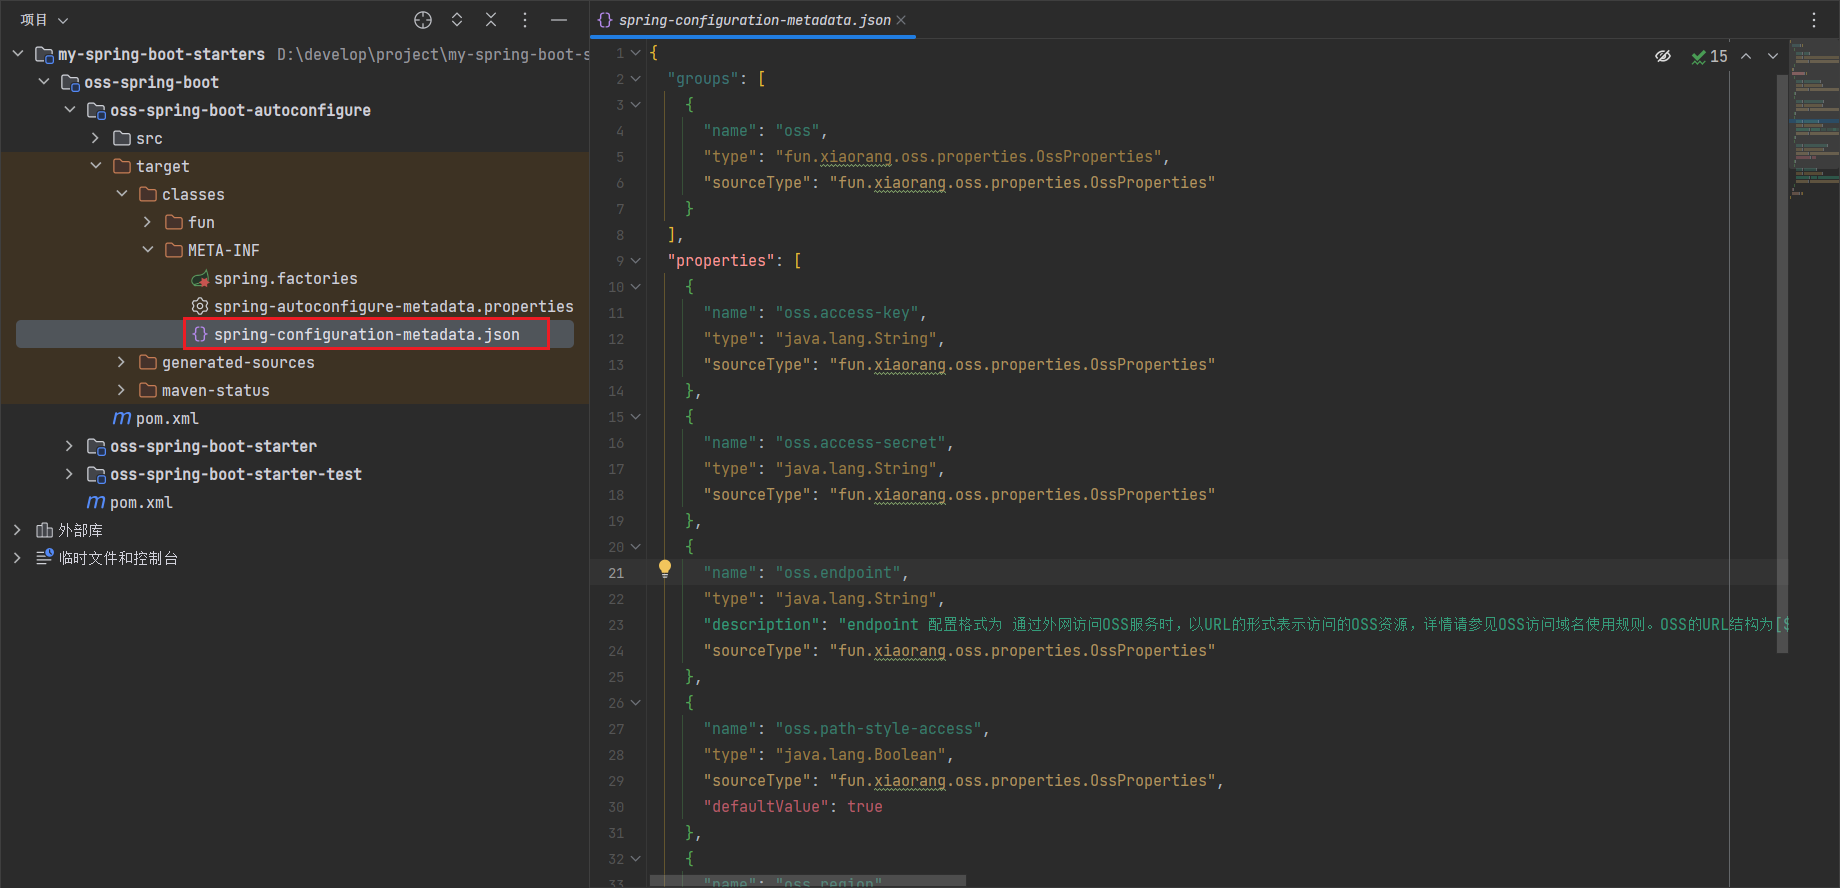 项目
my-spring-boot-starters D:\develop\project\my-spring-boot-s
oss-spring-boot
oss-spring-boot-autoconfigure
src
target
classes
fun
META-INF
spring.factories
spring-autoconfigure-metadata.properties
spring-configuration-metadata.json
generated-sources
maven-status
pom.xml
oss-spring-boot-starter
oss-spring-boot-starter-test
pom.xml
外部库
临时文件和控制台
spring-configuration-metadata.json
15
1 {
2 "groups": [
3 {
4 "name": "oss",
5 "type": "fun.xiaorang.oss.properties.OssProperties",
6 "sourceType": "fun.xiaorang.oss.properties.OssProperties"
7 }
8 ],
9 "properties": [
10 {
11 "name": "oss.access-key",
12 "type": "java.lang.String",
13 "sourceType": "fun.xiaorang.oss.properties.OssProperties"
14 },
15 {
16 "name": "oss.access-secret",
17 "type": "java.lang.String",
18 "sourceType": "fun.xiaorang.oss.properties.OssProperties"
19 },
20 {
21 "name": "oss.endpoint",
22 "type": "java.lang.String",
23 "description": "endpoint 配置格式为 通过外网访问OSS服务时，以URL的形式表示访问的OSS资源，详情请参见OSS访问域名使用规则。OSS的URL结构为[$
24 "sourceType": "fun.xiaorang.oss.properties.OssProperties"
25 },
26 {
27 "name": "oss.path-style-access",
28 "type": "java.lang.Boolean",
29 "sourceType": "fun.xiaorang.oss.properties.OssProperties",
30 "defaultValue": true
31 },
32 {
33 "name": "oss.region"